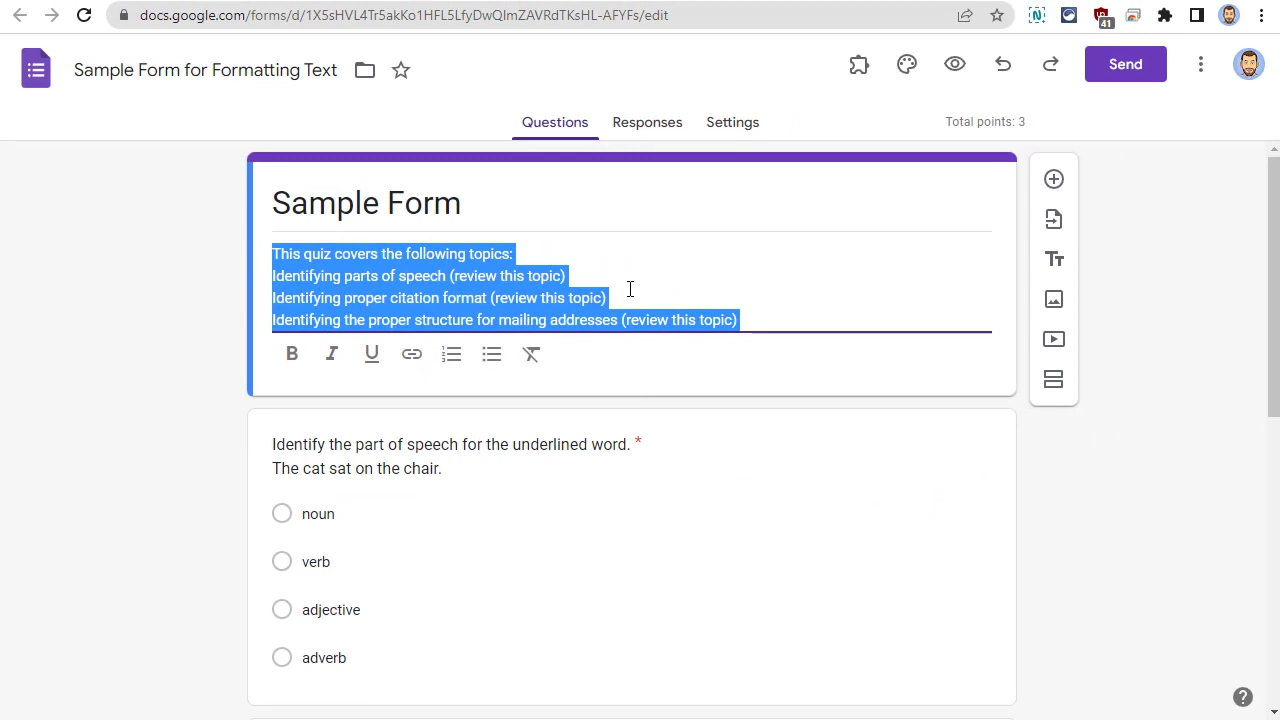 docs.google.com/forms/d/1X5sHVL4Tr5akKo1HFL5LfyDwQlmZAVRdTKsHL-AFYFs/edit
N
41
Sample Form for Formatting Text
Send
Questions
Responses
Settings
Total points: 3
Sample Form
This quiz covers the following topics:
Identifying parts of speech (review this topic)
Identifying proper citation format (review this topic)
Identifying the proper structure for mailing addresses (review this topic)
B I U
Tт
Identify the part of speech for the underlined word. *
The cat sat on the chair.
noun
verb
adjective
adverb